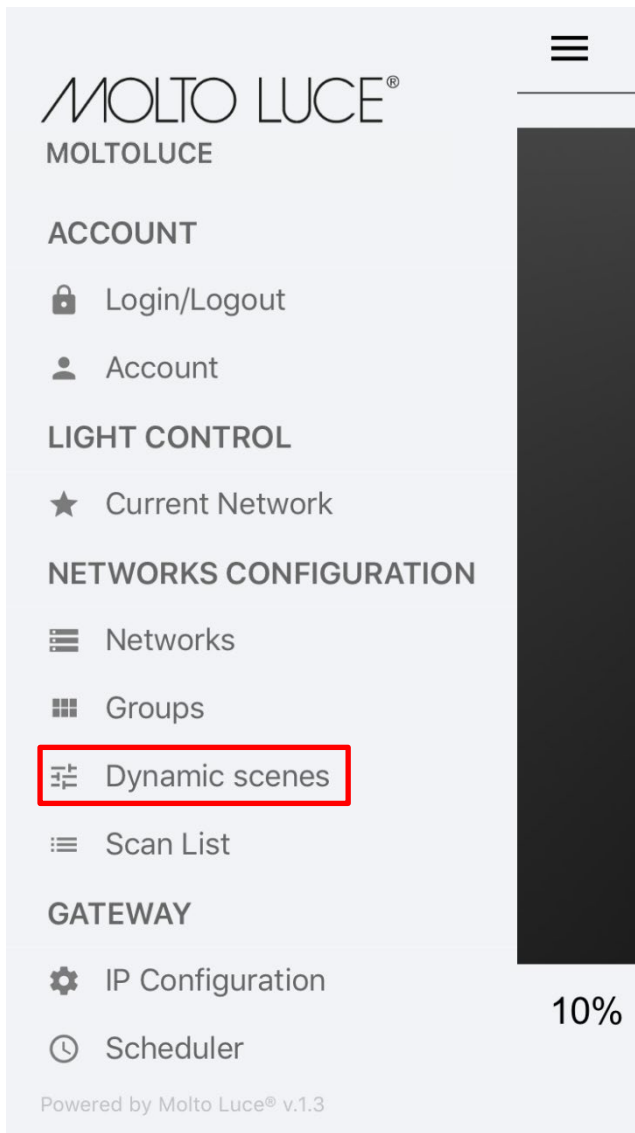 MOLTO LUCE®
MOLTOLUCE
ACCOUNT
Login/Logout
Account
LIGHT CONTROL
Current Network
NETWORKS CONFIGURATION
Networks
Groups
Dynamic scenes
Scan List
GATEWAY
IP Configuration
10%
Scheduler
Powered by Molto Luce® v.1.3